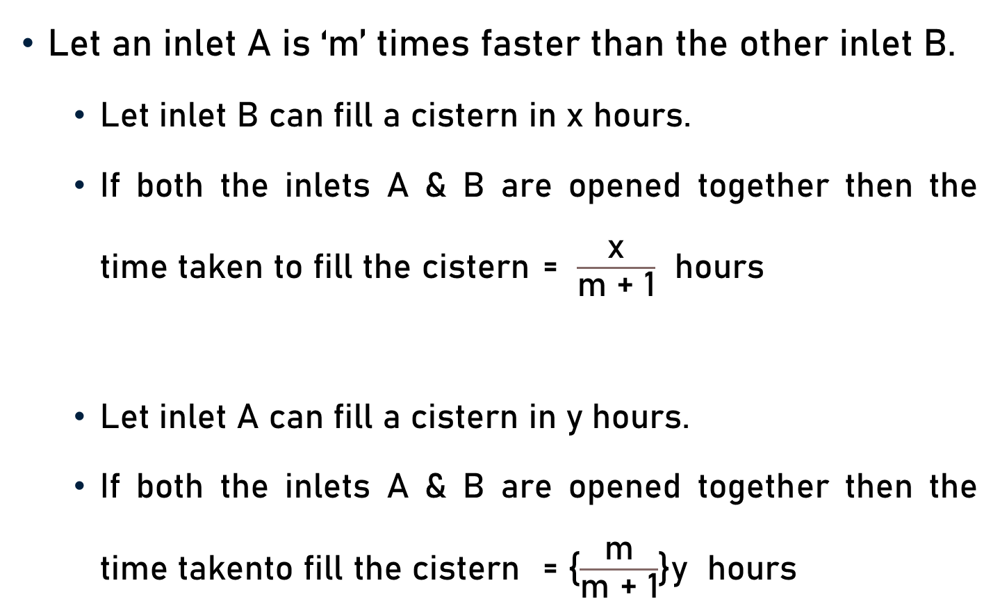 • Let an inlet A is ‘m’ times faster than the other inlet B.
• Let inlet B can fill a cistern in x hours.
• If both the inlets A & B are opened together then the
time taken to fill the cistern = x / m + 1 hours
• Let inlet A can fill a cistern in y hours.
• If both the inlets A & B are opened together then the
time takento fill the cistern = {m / m + 1}y hours